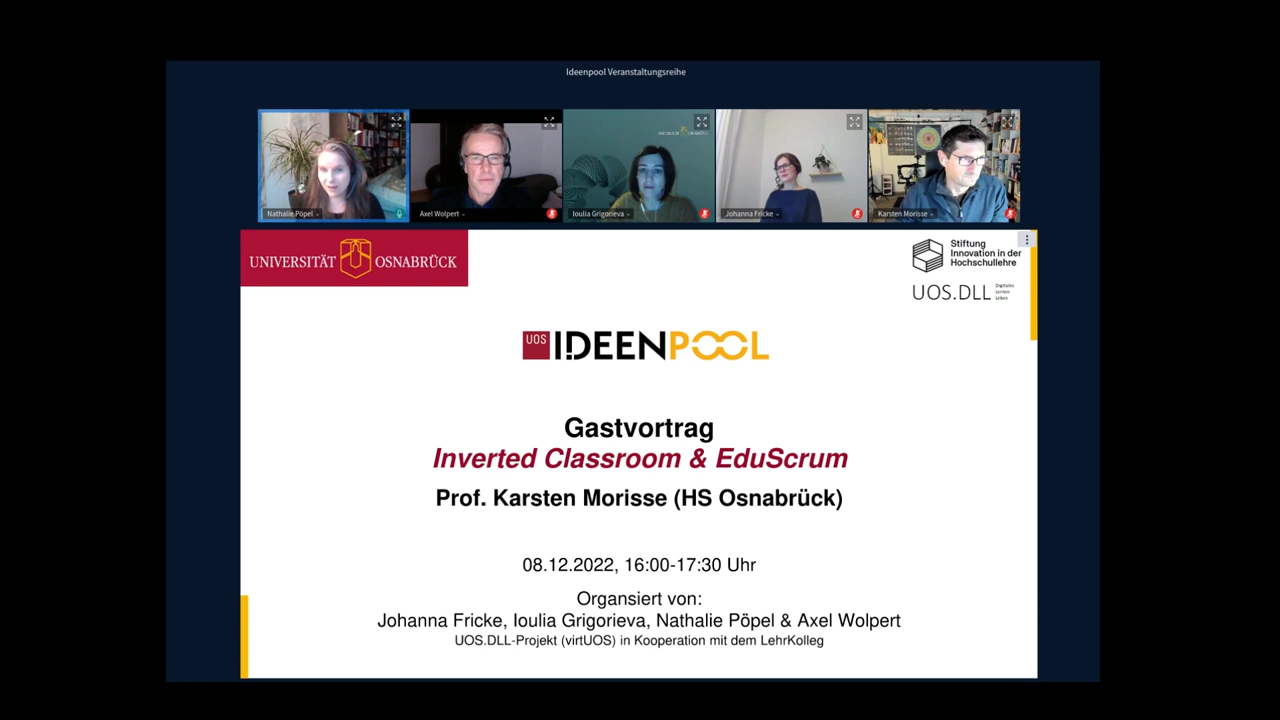 Ideenpool Veranstaltungsreihe
Nathalie Pöpel
Axel Wolpert
Ioulia Grigorieva
Johanna Fricke
Karsten Morisse
UNIVERSITÄT OSNABRÜCK
Stiftung
Innovation in der
Hochschullehre
UOS.DLL
Digitales
Lernen
Leben
UOS IDEENPOOL
Gastvortrag
Inverted Classroom & EduScrum
Prof. Karsten Morisse (HS Osnabrück)
08.12.2022, 16:00-17:30 Uhr
Organsiert von:
Johanna Fricke, Ioulia Grigorieva, Nathalie Pöpel & Axel Wolpert
UOS.DLL-Projekt (virtUOS) in Kooperation mit dem LehrKolleg